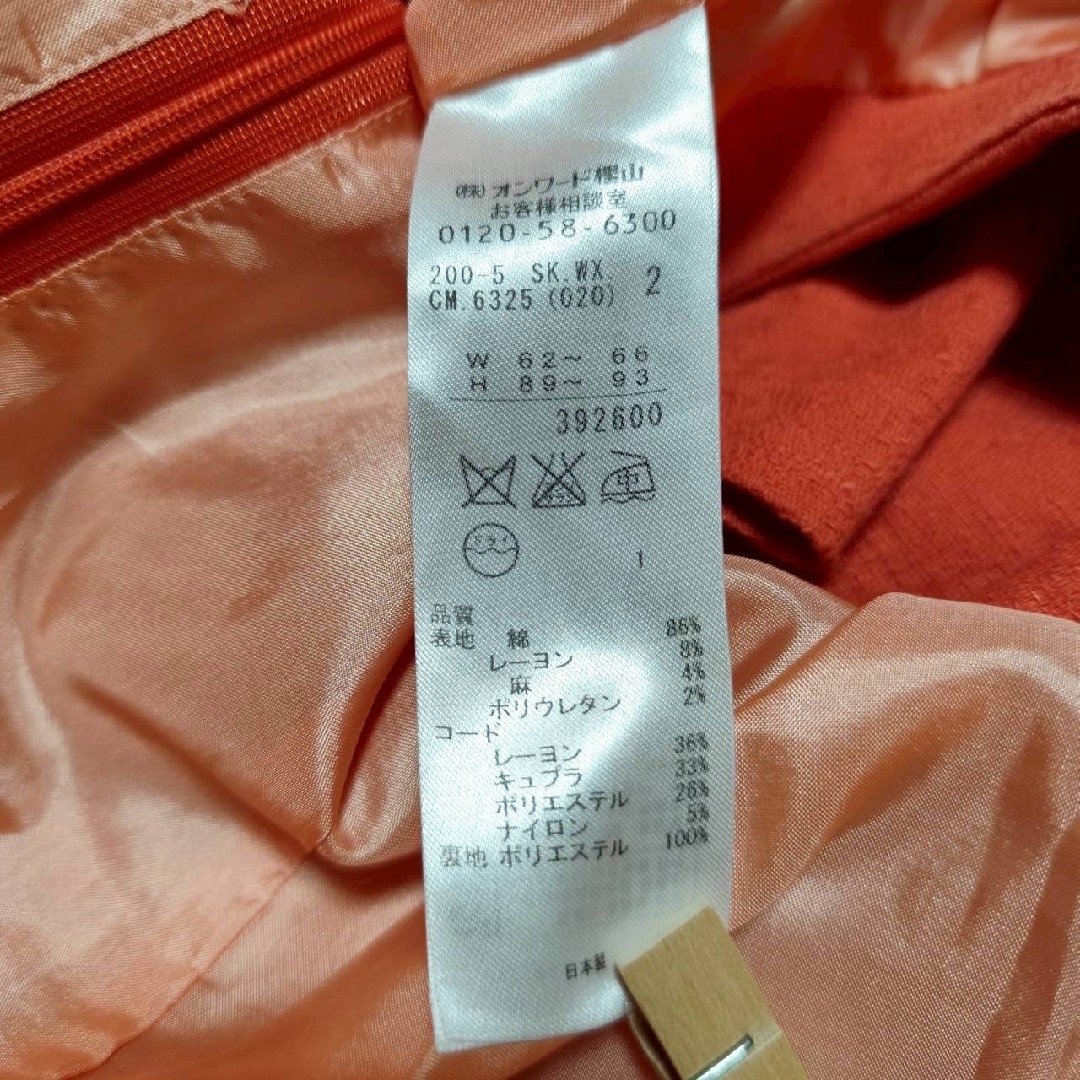 (株)オンワード樫山
お客様相談室
0120-58-6300
200-5 SK.WX. 2
CM.6325 (020)
W 62～ 66
H 89～ 93
392600
中
ドライ
1
品質
表地 綿 86%
レーヨン 8%
麻 4%
ポリウレタン 2%
コード
レーヨン 36%
キュプラ 33%
ポリエステル 26%
ナイロン 5%
裏地 ポリエステル 100%
日本製